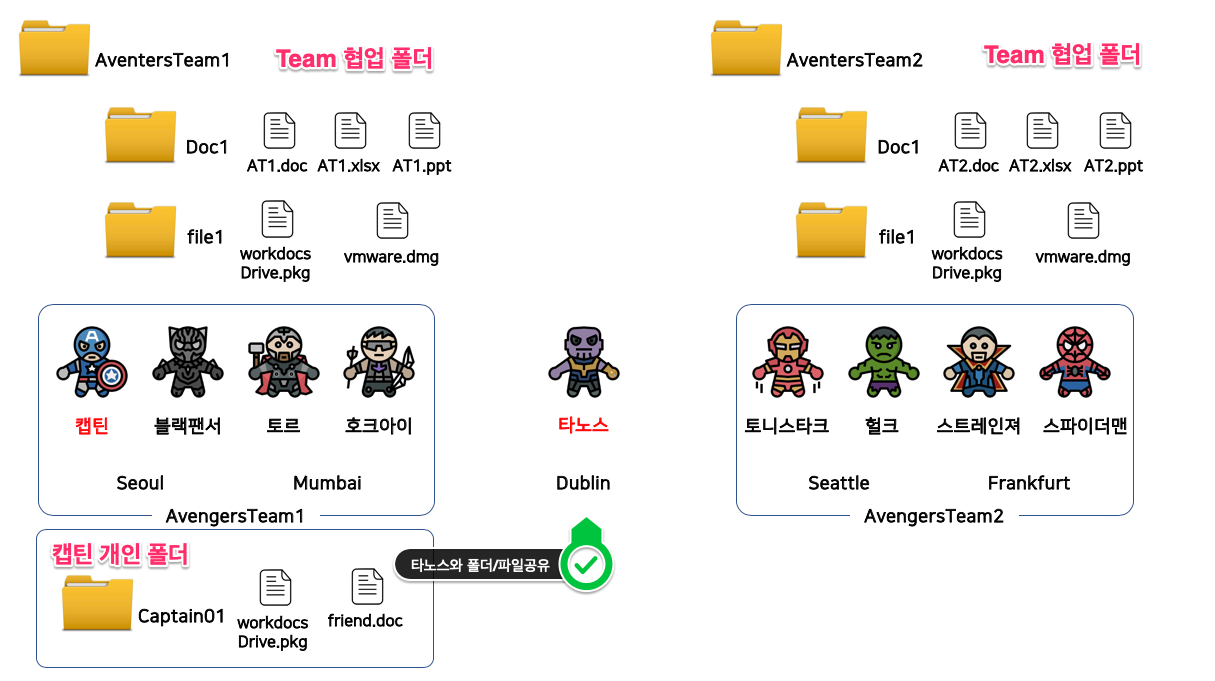 AventersTeam1
Team 협업 폴더
Doc1
AT1.doc
AT1.xlsx
AT1.ppt
file1
workdocs
Drive.pkg
vmware.dmg
캡틴
블랙팬서
토르
호크아이
Seoul
Mumbai
AvengersTeam1
타노스
Dublin
캡틴 개인 폴더
Captain01
workdocs
Drive.pkg
friend.doc
타노스와 폴더/파일공유
AventersTeam2
Team 협업 폴더
Doc1
AT2.doc
AT2.xlsx
AT2.ppt
file1
workdocs
Drive.pkg
vmware.dmg
토니스타크
헐크
스트레인져
스파이더맨
Seattle
Frankfurt
AvengersTeam2